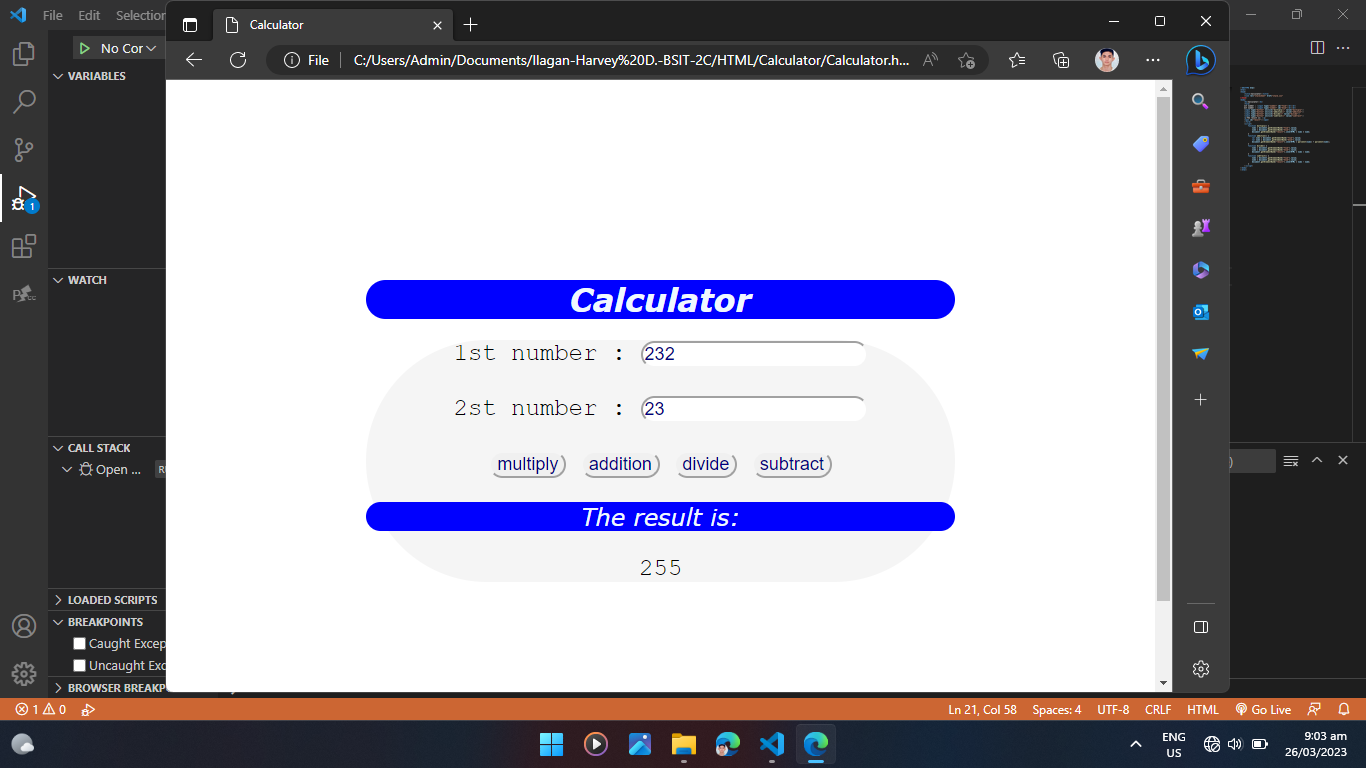 File Edit Selection
Calculator
No Cor
File C:/Users/Admin/Documents/Ilagan-Harvey%20D.-BSIT-2C/HTML/Calculator/Calculator.h...
VARIABLES
WATCH
CALL STACK
Open ...
LOADED SCRIPTS
BREAKPOINTS
Caught Excep
Uncaught Exc
BROWSER BREAKP
1
Calculator
1st number : 232
2st number : 23
multiply addition divide subtract
The result is:
255
1 0
Ln 21, Col 58 Spaces: 4 UTF-8 CRLF HTML Go Live
ENG
US
9:03 am
26/03/2023